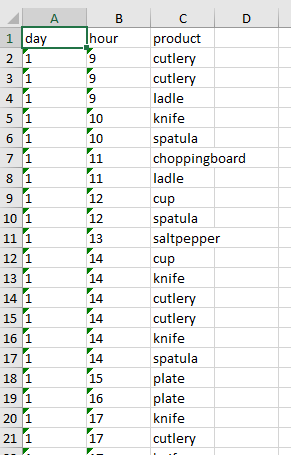 A B C D
1 day hour product
2 1 9 cutlery
3 1 9 cutlery
4 1 9 ladle
5 1 10 knife
6 1 10 spatula
7 1 11 choppingboard
8 1 11 ladle
9 1 12 cup
10 1 12 spatula
11 1 13 saltpepper
12 1 14 cup
13 1 14 knife
14 1 14 cutlery
15 1 14 cutlery
16 1 14 knife
17 1 14 spatula
18 1 15 plate
19 1 16 plate
20 1 17 knife
21 1 17 cutlery